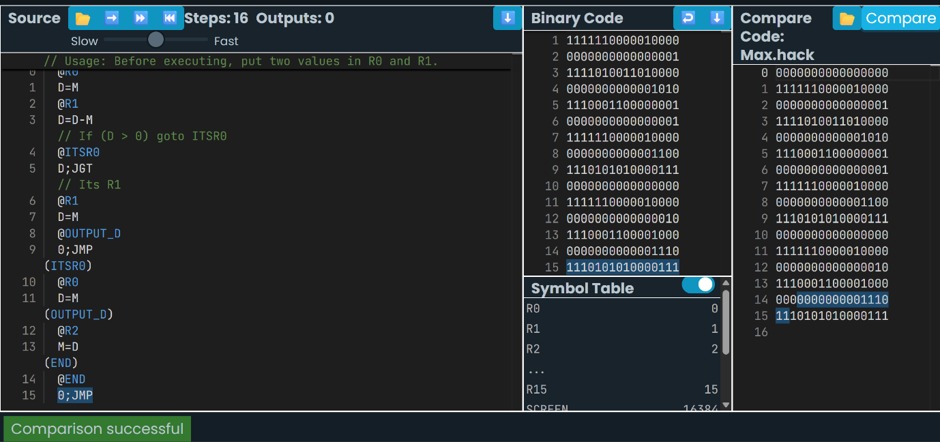 Source Steps: 16 Outputs: 0
Slow Fast
// Usage: Before executing, put two values in R0 and R1.
0 @R0
1 D=M
2 @R1
3 D=D-M
// If (D > 0) goto ITSR0
4 @ITSR0
5 D;JGT
// Its R1
6 @R1
7 D=M
8 @OUTPUT_D
9 0;JMP
(ITSR0)
10 @R0
11 D=M
(OUTPUT_D)
12 @R2
13 M=D
(END)
14 @END
15 0;JMP
Binary Code
1 1111110000010000
2 0000000000000001
3 1111010011010000
4 0000000000001010
5 1110001100000001
6 0000000000000001
7 1111110000010000
8 0000000000001100
9 1110101010000111
10 0000000000000000
11 1111110000010000
12 0000000000000010
13 1110001100001000
14 0000000000001110
15 1110101010000111
Symbol Table
R0 0
R1 1
R2 2
...
R15 15
SCREEN 16384
Compare
Code:
Max.hack
Compare
0 0000000000000000
1 1111110000010000
2 0000000000000001
3 1111010011010000
4 0000000000001010
5 1110001100000001
6 0000000000000001
7 1111110000010000
8 0000000000001100
9 1110101010000111
10 0000000000000000
11 1111110000010000
12 0000000000000010
13 1110001100001000
14 0000000000001110
15 1110101010000111
16
Comparison successful